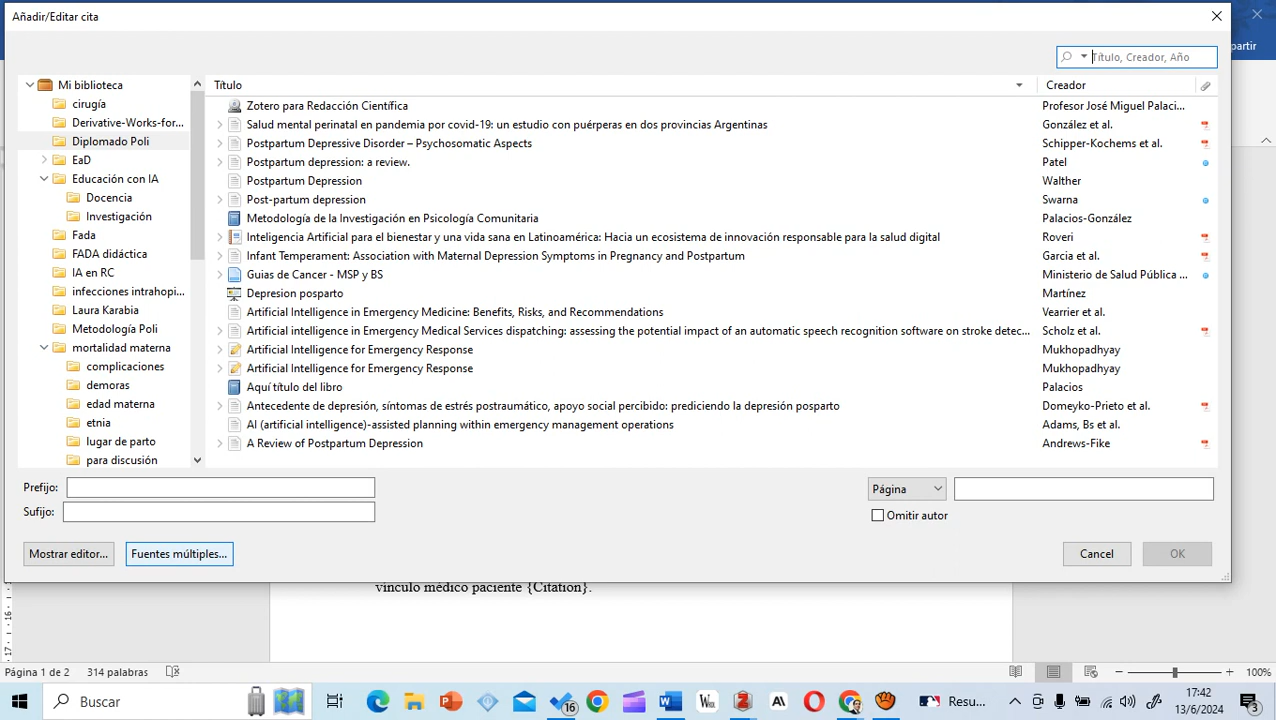 Añadir/Editar cita
artir
Título, Creador, Año
Mi biblioteca
cirugía
Derivative-Works-for...
Diplomado Poli
EaD
Educación con IA
Docencia
Investigación
Fada
FADA didáctica
IA en RC
infecciones intrahopi...
Laura Karabia
Metodología Poli
mortalidad materna
complicaciones
demoras
edad materna
etnia
lugar de parto
para discusión
Título Creador
Zotero para Redacción Científica Profesor José Miguel Palaci...
Salud mental perinatal en pandemia por covid-19: un estudio con puérperas en dos provincias Argentinas González et al.
Postpartum Depressive Disorder – Psychosomatic Aspects Schipper-Kochems et al.
Postpartum depression: a review. Patel
Postpartum Depression Walther
Post-partum depression Swarna
Metodología de la Investigación en Psicología Comunitaria Palacios-González
Inteligencia Artificial para el bienestar y una vida sana en Latinoamérica: Hacia un ecosistema de innovación responsable para la salud digital Roveri
Infant Temperament: Association with Maternal Depression Symptoms in Pregnancy and Postpartum Garcia et al.
Guias de Cancer - MSP y BS Ministerio de Salud Pública ...
Depresion posparto Martínez
Artificial Intelligence in Emergency Medicine: Benefits, Risks, and Recommendations Vearrier et al.
Artificial intelligence in Emergency Medical Services dispatching: assessing the potential impact of an automatic speech recognition software on stroke detec... Scholz et al.
Artificial Intelligence for Emergency Response Mukhopadhyay
Artificial Intelligence for Emergency Response Mukhopadhyay
Aquí título del libro Palacios
Antecedente de depresión, síntomas de estrés postraumático, apoyo social percibido: prediciendo la depresión posparto Domeyko-Prieto et al.
AI (artificial intelligence)-assisted planning within emergency management operations Adams, Bs et al.
A Review of Postpartum Depression Andrews-Fike
Prefijo:
Sufijo:
Página
Omitir autor
Mostrar editor... Fuentes múltiples... Cancel OK
vínculo médico paciente {Citation}.
16
17
Página 1 de 2 314 palabras 100%
Buscar 16 W Resu... 17:42
13/6/2024 3